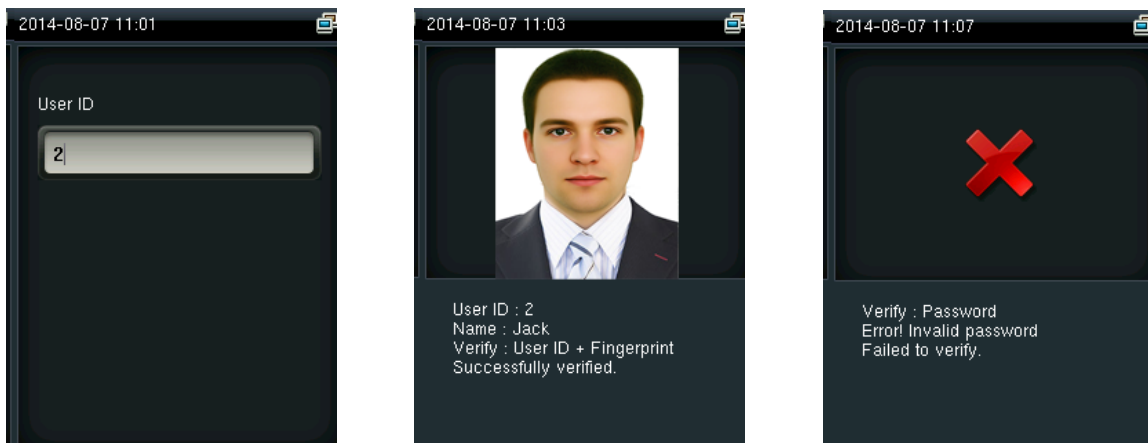 2014-08-07 11:01
User ID
2
2014-08-07 11:03
User ID : 2
Name : Jack
Verify : User ID + Fingerprint
Successfully verified.
2014-08-07 11:07
Verify : Password
Error! Invalid password
Failed to verify.